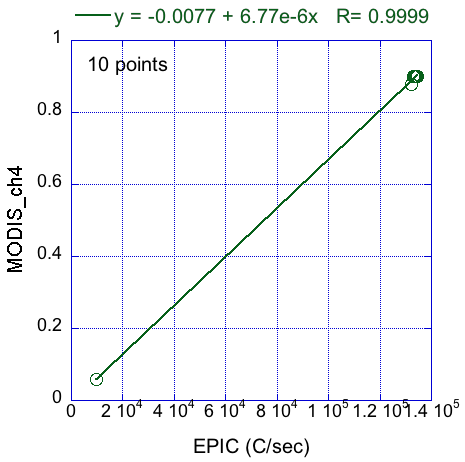 y = -0.0077 + 6.77e-6x R= 0.9999
10 points
1
0.8
0.6
0.4
0.2
0
MODIS_ch4
0 2 10⁴ 4 10⁴ 6 10⁴ 8 10⁴ 1 10⁵ 1.2 10⁵ 1.4 10⁵
EPIC (C/sec)